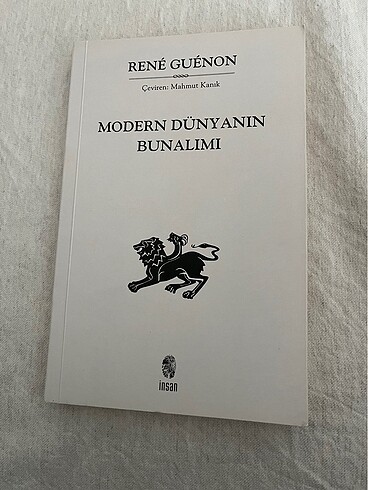 RENÉ GUÉNON
Çeviren: Mahmut Kanık
MODERN DÜNYANIN
BUNALIMI
insan